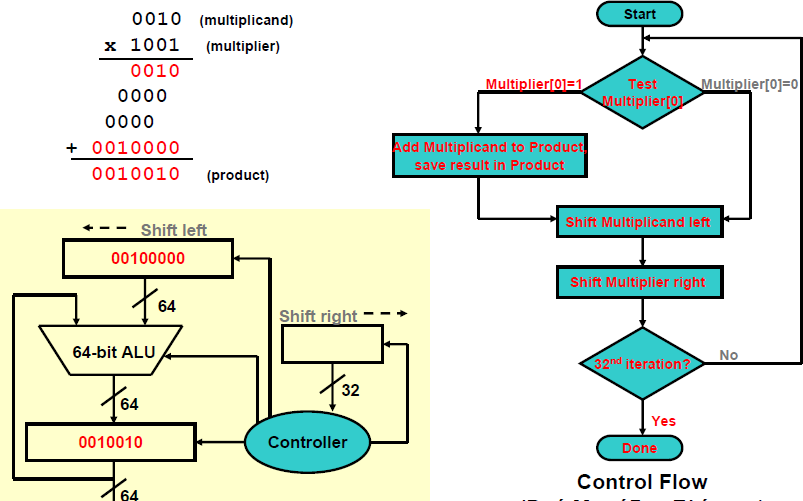 0010 (multiplicand)
x 1001 (multiplier)
0010
0000
0000
+ 0010000
0010010 (product)
Shift left
00100000
64
64-bit ALU
Shift right
32
64
0010010
Controller
64
Start
Test
Multiplier[0]
Multiplier[0]=1
Multiplier[0]=0
Add Multiplicand to Product,
save result in Product
Shift Multiplicand left
Shift Multiplier right
32nd iteration?
No
Yes
Done
Control Flow